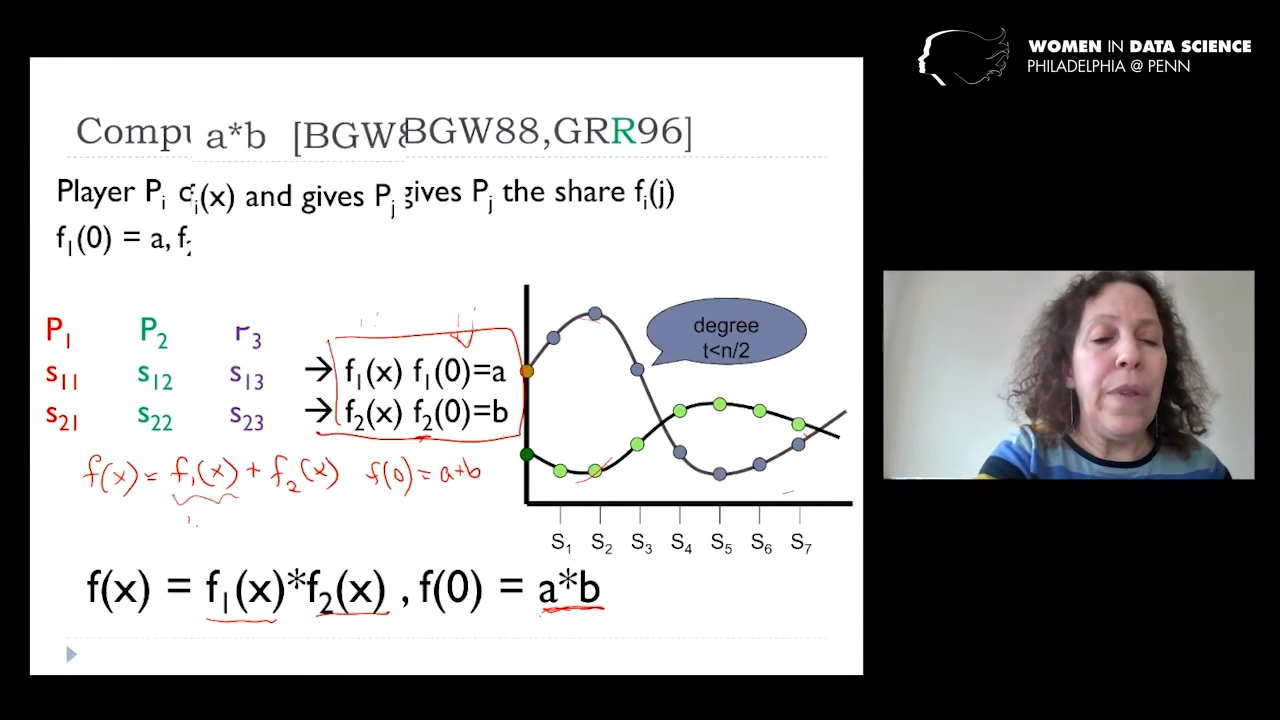 WOMEN IN DATA SCIENCE
PHILADELPHIA @ PENN
Compu a*b [BGW8 BGW88,GRR96]
Player Pi c i(x) and gives Pj gives Pj the share fi(j)
f1(0) = a, f2
degree
t<n/2
P1 P2 P3
s11 s12 s13 → f1(x) f1(0)=a
s21 s22 s23 → f2(x) f2(0)=b
f(x) = f1(x) + f2(x) f(0) = a+b
S1 S2 S3 S4 S5 S6 S7
f(x) = f1(x)*f2(x) , f(0) = a*b